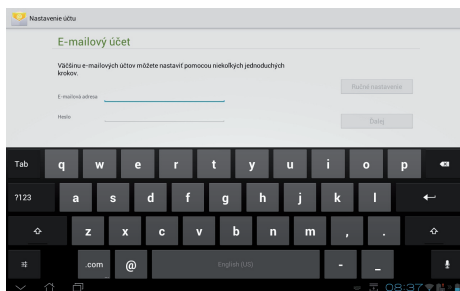 Nastavenie účtu
E-mailový účet
Väčšinu e-mailových účtov môžete nastaviť pomocou niekoľkých jednoduchých
krokov.
Ručné nastavenie
E-mailová adresa
Heslo
Ďalej
Tab q w e r t y u i o p
?123 a s d f g h j k l
z x c v b n m , .
.com @ English (US) - _
08:37